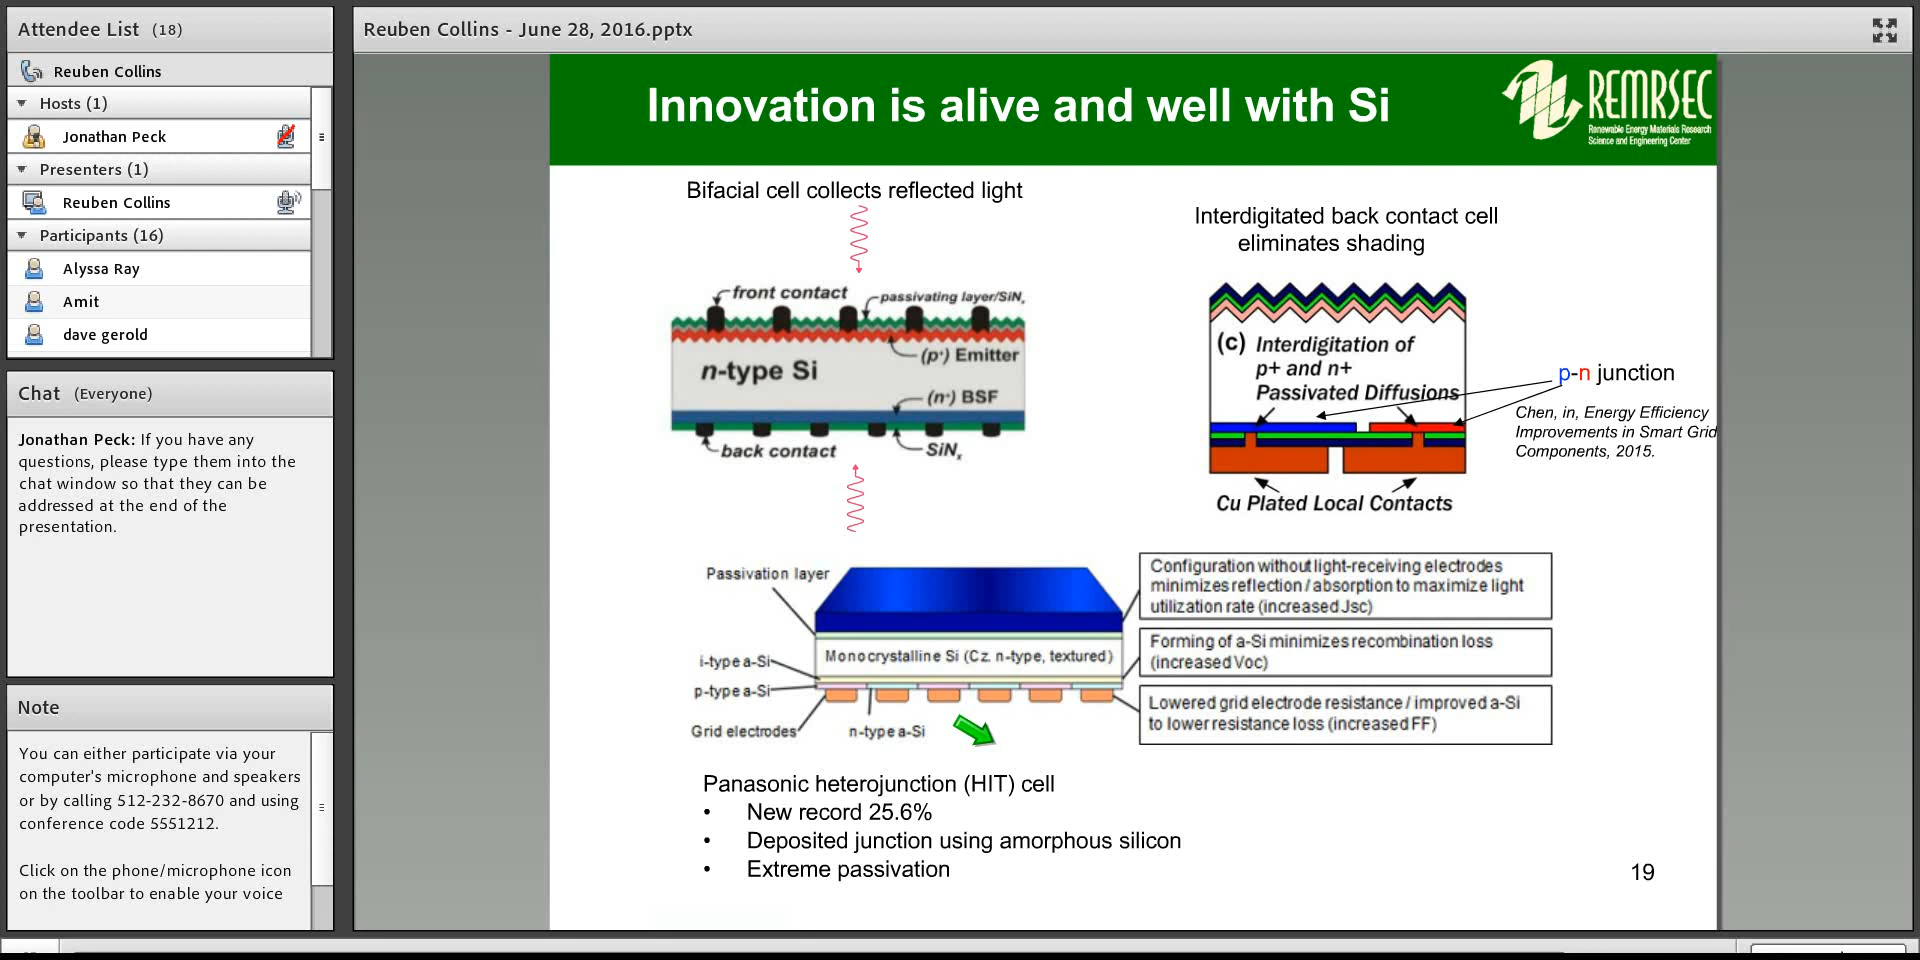 Attendee List (18)
Reuben Collins
Hosts (1)
Jonathan Peck
Presenters (1)
Reuben Collins
Participants (16)
Alyssa Ray
Amit
dave gerold
Chat (Everyone)
Jonathan Peck: If you have any
questions, please type them into the
chat window so that they can be
addressed at the end of the
presentation.
Note
You can either participate via your
computer's microphone and speakers
or by calling 512-232-8670 and using
conference code 5551212.
Click on the phone/microphone icon
on the toolbar to enable your voice
Reuben Collins - June 28, 2016.pptx
Innovation is alive and well with Si
REMRSEC
Renewable Energy Materials Research
Science and Engineering Center
Bifacial cell collects reflected light
front contact
passivating layer/SiNx
(p+) Emitter
n-type Si
(n+) BSF
back contact
SiNx
Interdigitated back contact cell
eliminates shading
(c) Interdigitation of
p+ and n+
Passivated Diffusions
p-n junction
Chen, in, Energy Efficiency
Improvements in Smart Grid
Components, 2015.
Cu Plated Local Contacts
Passivation layer
Monocrystalline Si (Cz. n-type, textured)
i-type a-Si
p-type a-Si
Grid electrodes
n-type a-Si
Configuration without light-receiving electrodes
minimizes reflection / absorption to maximize light
utilization rate (increased Jsc)
Forming of a-Si minimizes recombination loss
(increased Voc)
Lowered grid electrode resistance / improved a-Si
to lower resistance loss (increased FF)
Panasonic heterojunction (HIT) cell
• New record 25.6%
• Deposited junction using amorphous silicon
• Extreme passivation
19